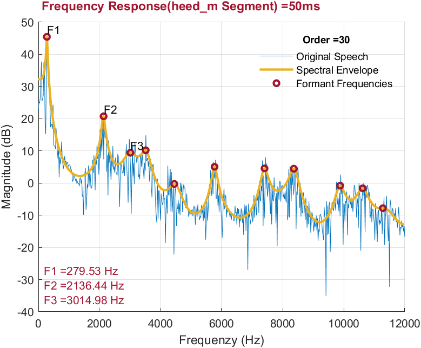 Frequency Response(heed_m Segment) =50ms
Order =30
Original Speech
Spectral Envelope
Formant Frequencies
F1
F2
F3
F1 =279.53 Hz
F2 =2136.44 Hz
F3 =3014.98 Hz
Magnitude (dB)
50
40
30
20
10
0
-10
-20
-30
-40
0 2000 4000 6000 8000 10000 12000
Frequenzy (Hz)